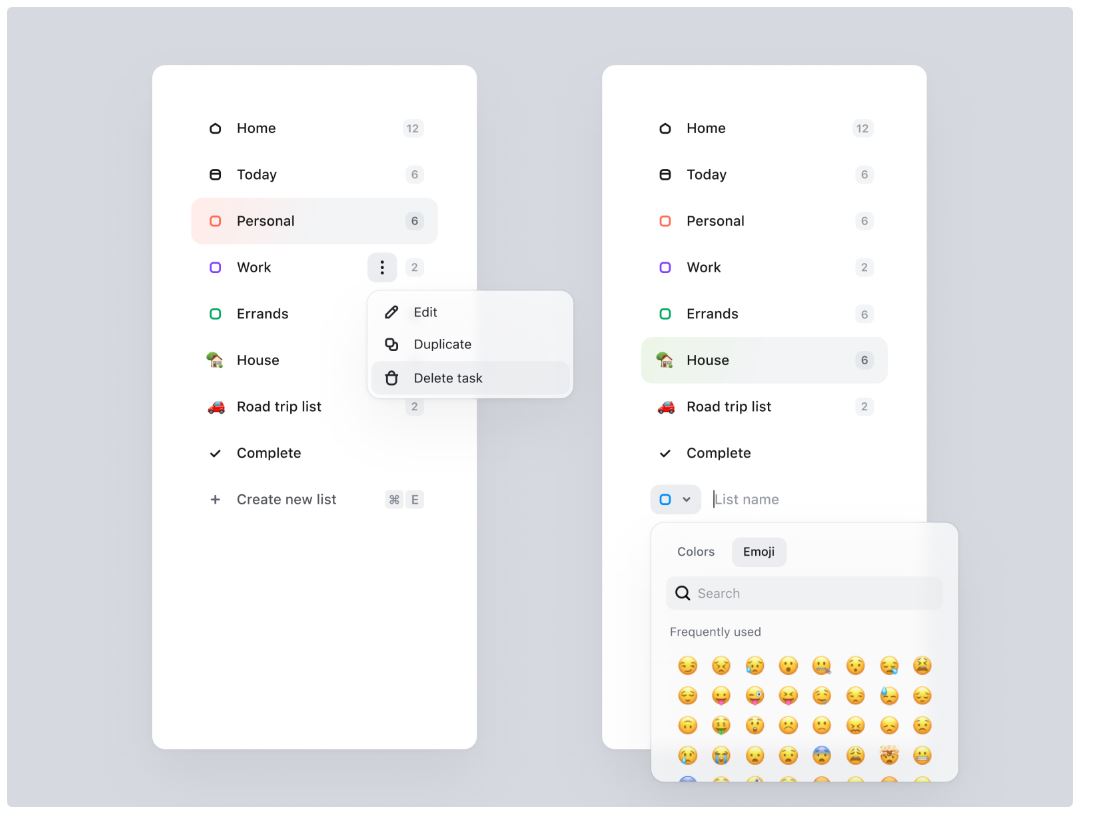 Home 12
Today 6
Personal 6
Work 2
Errands
Edit
Duplicate
House
Delete task
Road trip list 2
Complete
Create new list ⌘ E
Home 12
Today 6
Personal 6
Work 2
Errands 6
House 6
Road trip list 2
Complete
List name
Colors Emoji
Search
Frequently used